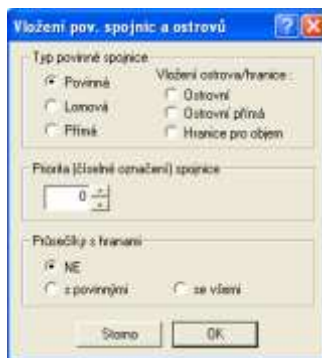 Vložení pov. spojnic a ostrovů
Typ povinné spojnice
Povinná
Lomová
Přímá
Vložení ostrova/hranice :
Ostrovní
Ostrovní přímá
Hranice pro objem
Priorita (číselné označení) spojnice
0
Průsečíky s hranami
NE
s povinnými
se všemi
Storno
OK